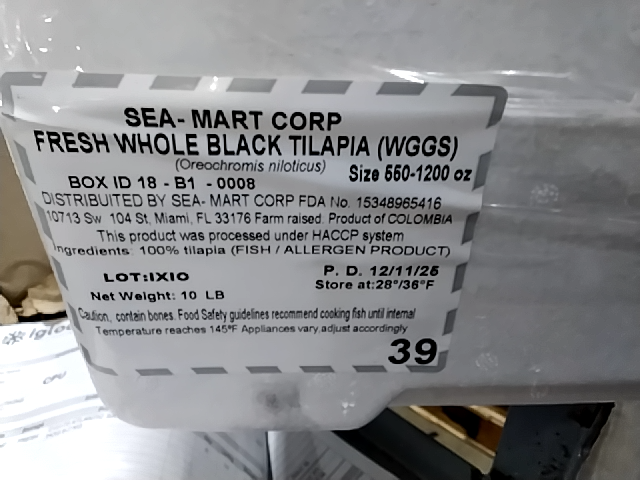 SEA- MART CORP
FRESH WHOLE BLACK TILAPIA (WGGS)
(Oreochromis niloticus) Size 550-1200 oz
BOX ID 18 - B1 - 0008
DISTRIBUTED BY SEA- MART CORP FDA No. 15348965416
10713 Sw 104 St, Miami, FL 33176 Farm raised. Product of COLOMBIA
This product was processed under HACCP system
Ingredients: 100% tilapia (FISH / ALLERGEN PRODUCT)
LOT:IXIO P. D. 12/11/25
Net Weight: 10 LB Store at:28°/36°F
Caution, contain bones. Food Safety guidelines recommend cooking fish until internal
Temperature reaches 145°F Appliances vary,adjust accordingly
39